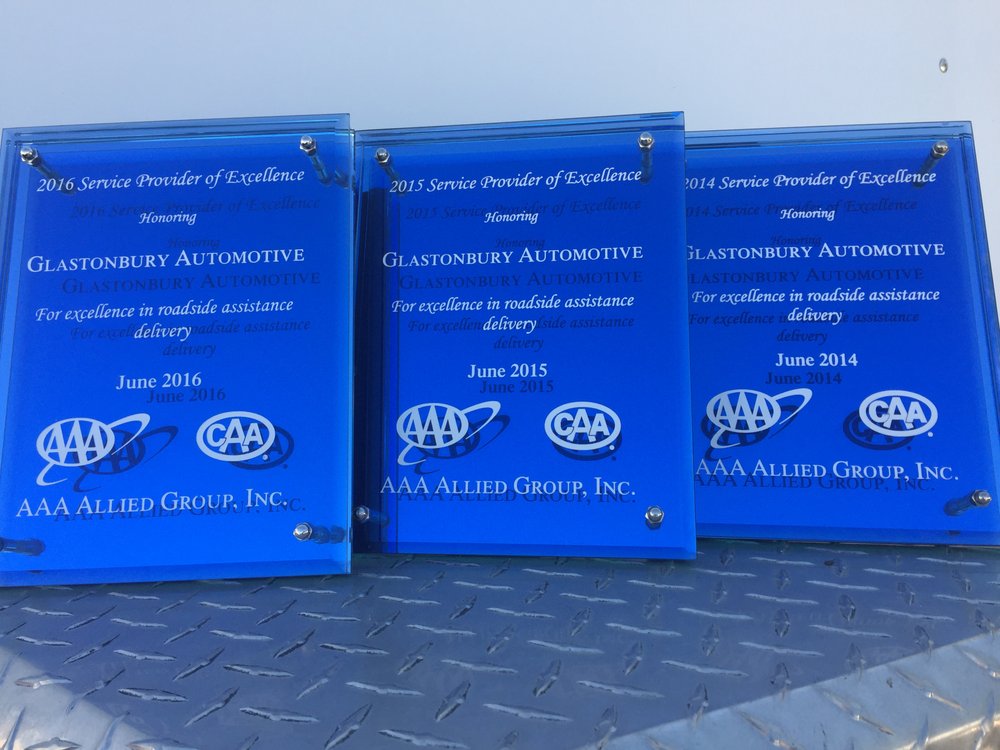 2016 Service Provider of Excellence
Honoring
GLASTONBURY AUTOMOTIVE
For excellence in roadside assistance
delivery
June 2016
AAA
CAA
AAA ALLIED GROUP, INC.
2015 Service Provider of Excellence
Honoring
GLASTONBURY AUTOMOTIVE
For excellence in roadside assistance
delivery
June 2015
AAA
CAA
AAA ALLIED GROUP, INC.
2014 Service Provider of Excellence
Honoring
GLASTONBURY AUTOMOTIVE
For excellence in roadside assistance
delivery
June 2014
AAA
CAA
AAA ALLIED GROUP, INC.